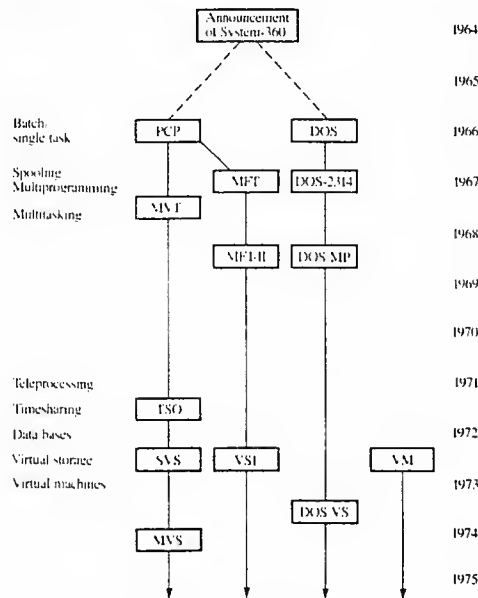 Announcement
of System-360
1964
1965
Batch/
single task
PCP
DOS
1966
Spooling
Multiprogramming
MFT
DOS-2314
1967
MVT
Multitasking
1968
MFT-II
DOS MP
1969
1970
Teleprocessing
1971
Timesharing
TSO
Data bases
1972
Virtual storage
SVS
VS1
VM
Virtual machines
1973
DOS VS
1974
MVS
1975